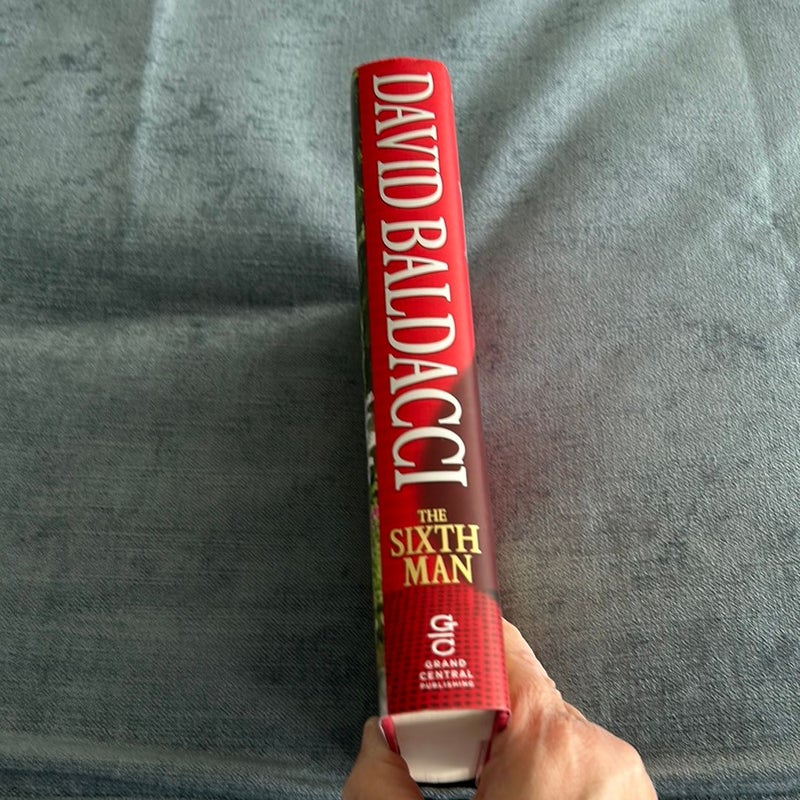 DAVID BALDACCI
THE
SIXTH
MAN
GRAND
CENTRAL
PUBLISHING